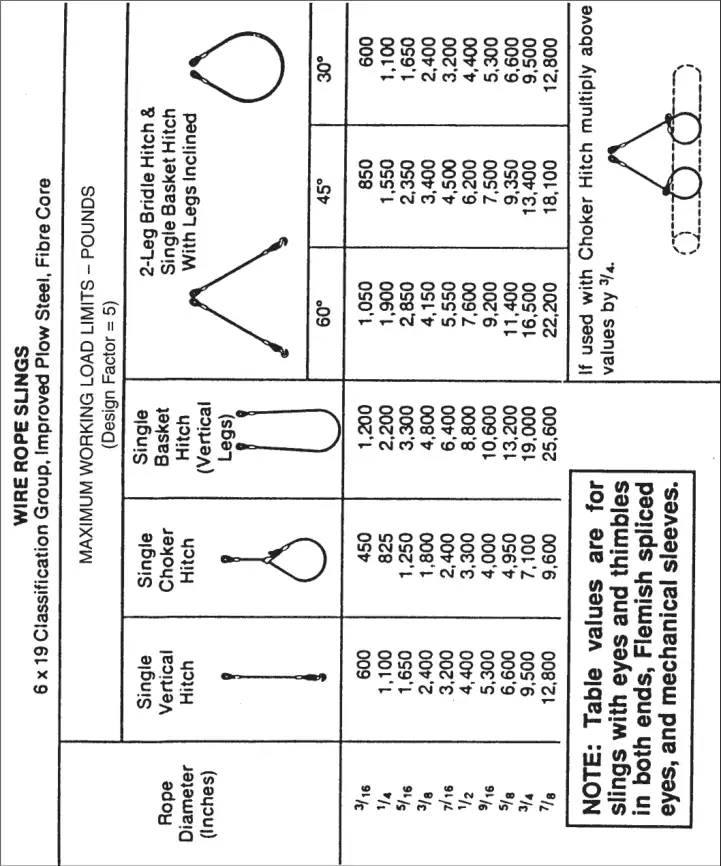 WIRE ROPE SLINGS
6 x 19 Classification Group, Improved Plow Steel, Fibre Core
MAXIMUM WORKING LOAD LIMITS – POUNDS
(Design Factor = 5)
Rope
Diameter
(Inches)
Single
Vertical
Hitch
Single
Choker
Hitch
Single
Basket
Hitch
(Vertical
Legs)
2-Leg Bridle Hitch &
Single Basket Hitch
With Legs Inclined
60° 45° 30°
3/16 600 450 1,200 1,050 850 600
1/4 1,100 825 2,200 1,900 1,550 1,100
5/16 1,650 1,250 3,300 2,850 2,350 1,650
3/8 2,400 1,800 4,800 4,150 3,400 2,400
7/16 3,200 2,400 6,400 5,550 4,500 3,200
1/2 4,400 3,300 8,800 7,600 6,200 4,400
9/16 5,300 4,000 10,600 9,200 7,500 5,300
5/8 6,600 4,950 13,200 11,400 9,350 6,600
3/4 9,500 7,100 19,000 16,500 13,400 9,500
7/8 12,800 9,600 25,600 22,200 18,100 12,800
NOTE: Table values are for
slings with eyes and thimbles
in both ends, Flemish spliced
eyes, and mechanical sleeves.
If used with Choker Hitch multiply above
values by 3/4.